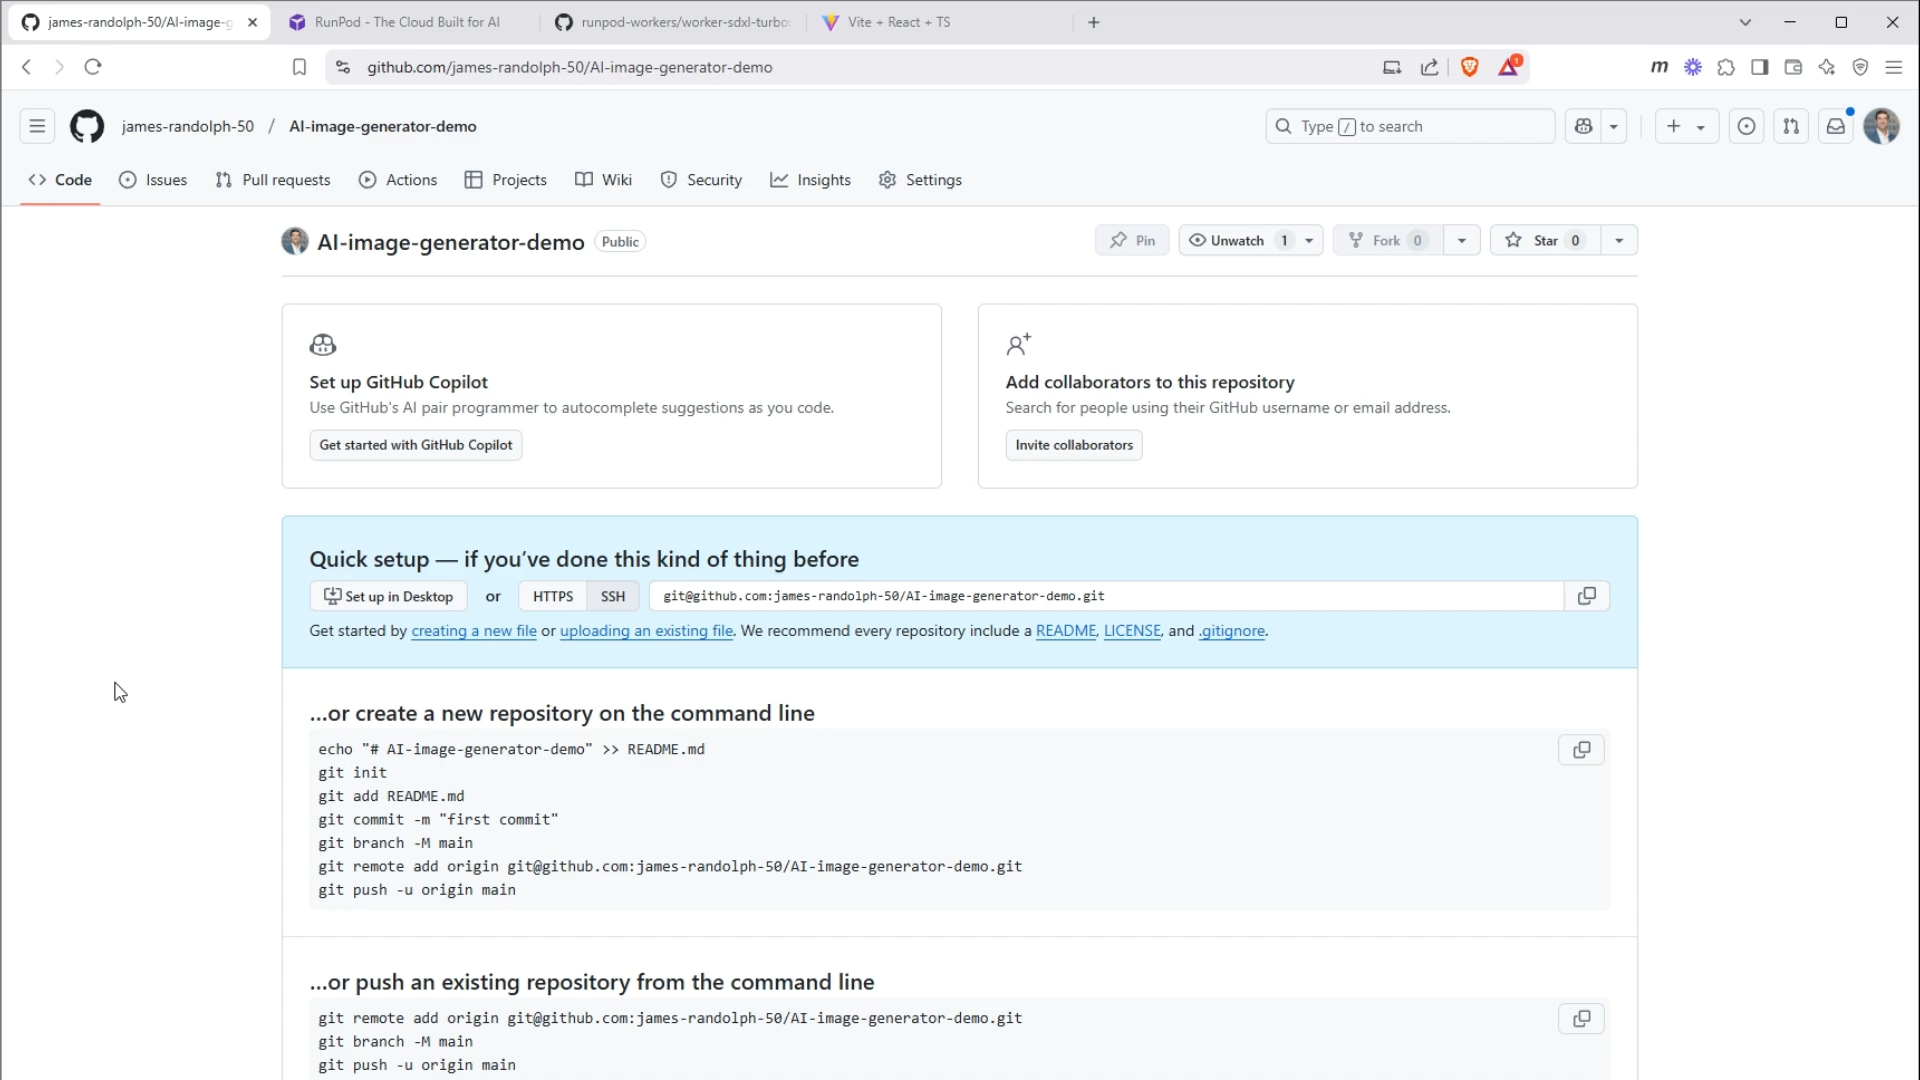 james-randolph-50/AI-image-g
RunPod - The Cloud Built for AI
runpod-workers/worker-sdxl-turbo:
Vite + React + TS
github.com/james-randolph-50/AI-image-generator-demo
1
m
james-randolph-50 / AI-image-generator-demo
Type / to search
Code
Issues
Pull requests
Actions
Projects
Wiki
Security
Insights
Settings
AI-image-generator-demo
Public
Pin
Unwatch 1
Fork 0
Star 0
Set up GitHub Copilot
Use GitHub's AI pair programmer to autocomplete suggestions as you code.
Get started with GitHub Copilot
Add collaborators to this repository
Search for people using their GitHub username or email address.
Invite collaborators
Quick setup — if you’ve done this kind of thing before
Set up in Desktop or HTTPS SSH git@github.com:james-randolph-50/AI-image-generator-demo.git
Get started by creating a new file or uploading an existing file. We recommend every repository include a README, LICENSE, and .gitignore.
…or create a new repository on the command line
echo "# AI-image-generator-demo" >> README.md
git init
git add README.md
git commit -m "first commit"
git branch -M main
git remote add origin git@github.com:james-randolph-50/AI-image-generator-demo.git
git push -u origin main
…or push an existing repository from the command line
git remote add origin git@github.com:james-randolph-50/AI-image-generator-demo.git
git branch -M main
git push -u origin main